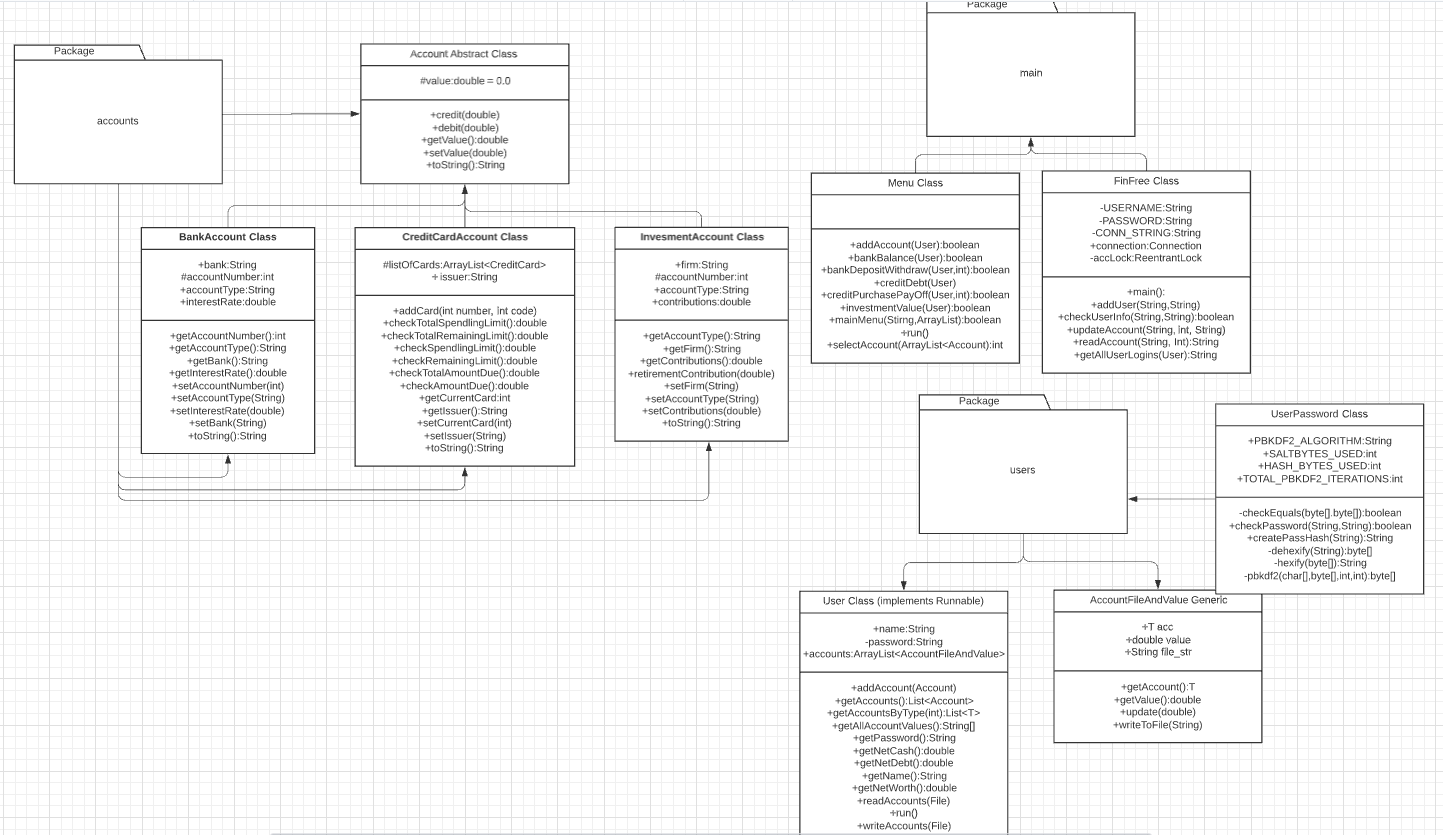 Package
accounts
Account Abstract Class
#value:double = 0.0
+credit(double)
+debit(double)
+getValue():double
+setValue(double)
+toString():String
BankAccount Class
+bank:String
#accountNumber:int
+accountType:String
+interestRate:double
+getAccountNumber():int
+getAccountType():String
+getBank():String
+getInterestRate():double
+setAccountNumber(int)
+setAccountType(String)
+setInterestRate(double)
+setBank(String)
+toString():String
CreditCardAccount Class
#listOfCards:ArrayList<CreditCard>
+ issuer:String
+addCard(int number, int code)
+checkTotalSpendlingLimit():double
+checkTotalRemainingLimit():double
+checkSpendlingLimit():double
+checkRemainingLimit():double
+checkTotalAmountDue():double
+checkAmountDue():double
+getCurrentCard:int
+getIssuer():String
+setCurrentCard(int)
+setIssuer(String)
+toString():String
InvesmentAccount Class
+firm:String
#accountNumber:int
+accountType:String
+contributions:double
+getAccountType():String
+getFirm():String
+getContributions():double
+retirementContribution(double)
+setFirm(String)
+setAccountType(String)
+setContributions(double)
+toString():String
Package
main
Menu Class
+addAccount(User):boolean
+bankBalance(User):boolean
+bankDepositWithdraw(User,int):boolean
+creditDebt(User)
+creditPurchasePayOff(User,int):boolean
+investmentValue(User):boolean
+mainMenu(Stirng,ArrayList):boolean
+run()
+selectAccount(ArrayList<Account):int
FinFree Class
-USERNAME:String
-PASSWORD:String
-CONN_STRING:String
+connection:Connection
-accLock:ReentrantLock
+main():
+addUser(String,String)
+checkUserInfo(String,String):boolean
+updateAccount(String, Int, String)
+readAccount(String, Int):String
+getAllUserLogins(User):String
Package
users
UserPassword Class
+PBKDF2_ALGORITHM:String
+SALTBYTES_USED:int
+HASH_BYTES_USED:int
+TOTAL_PBKDF2_ITERATIONS:int
-checkEquals(byte[].byte[]):boolean
+checkPassword(String,String):boolean
+createPassHash(String):String
-dehexify(String):byte[]
-hexify(byte[]):String
-pbkdf2(char[],byte[],int,int):byte[]
User Class (implements Runnable)
+name:String
-password:String
+accounts:ArrayList<AccountFileAndValue>
+addAccount(Account)
+getAccounts():List<Account>
+getAccountsByType(int):List<T>
+getAllAccountValues():String[]
+getPassword():String
+getNetCash():double
+getNetDebt():double
+getName():String
+getNetWorth():double
+readAccounts(File)
+run()
+writeAccounts(File)
AccountFileAndValue Generic
+T acc
+double value
+String file_str
+getAccount():T
+getValue():double
+update(double)
+writeToFile(String)